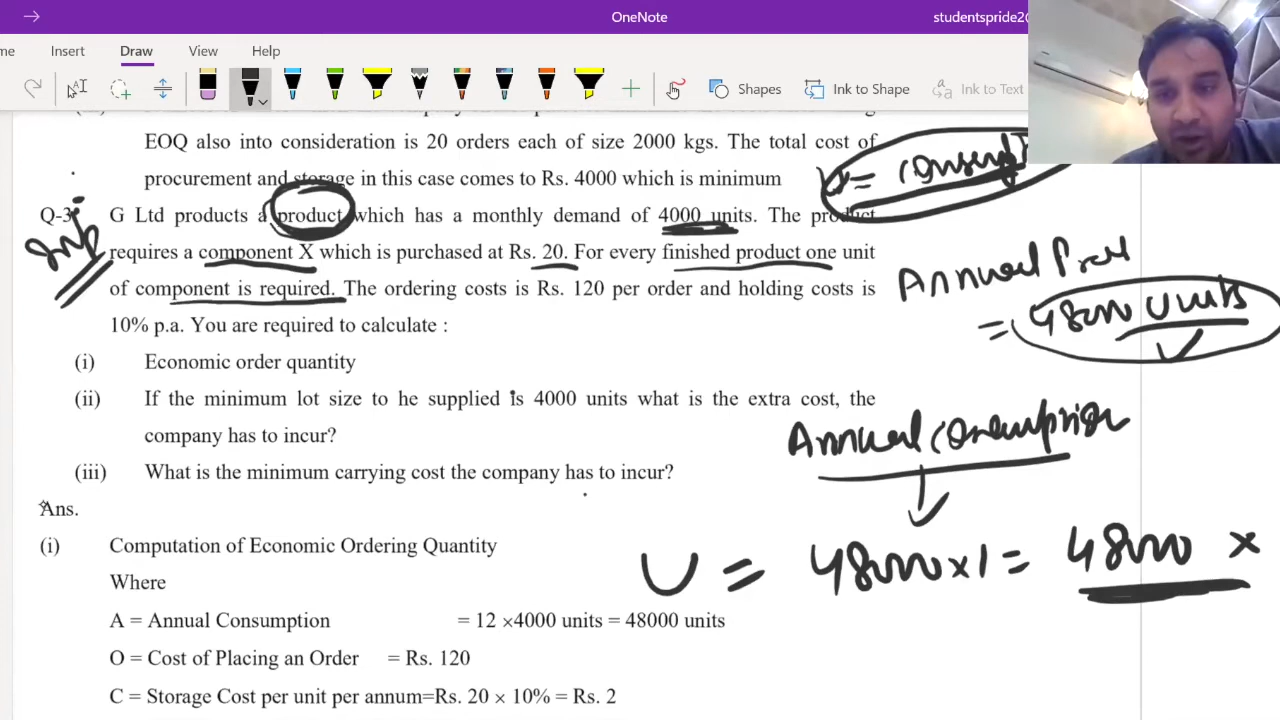 OneNote
studentspride2
me Insert Draw View Help
Shapes Ink to Shape Ink to Text
EOQ also into consideration is 20 orders each of size 2000 kgs. The total cost of
procurement and storage in this case comes to Rs. 4000 which is minimum
Q-3 G Ltd products a product which has a monthly demand of 4000 units. The product
requires a component X which is purchased at Rs. 20. For every finished product one unit
of component is required. The ordering costs is Rs. 120 per order and holding costs is
10% p.a. You are required to calculate :
(i) Economic order quantity
(ii) If the minimum lot size to he supplied is 4000 units what is the extra cost, the
company has to incur?
(iii) What is the minimum carrying cost the company has to incur?
Ans.
(i) Computation of Economic Ordering Quantity
Where
A = Annual Consumption = 12 ×4000 units = 48000 units
O = Cost of Placing an Order = Rs. 120
C = Storage Cost per unit per annum=Rs. 20 × 10% = Rs. 2
Imp
Annual Prod
= 48000 units
Annual Consumption
U = 48000 × 1 = 48000 X